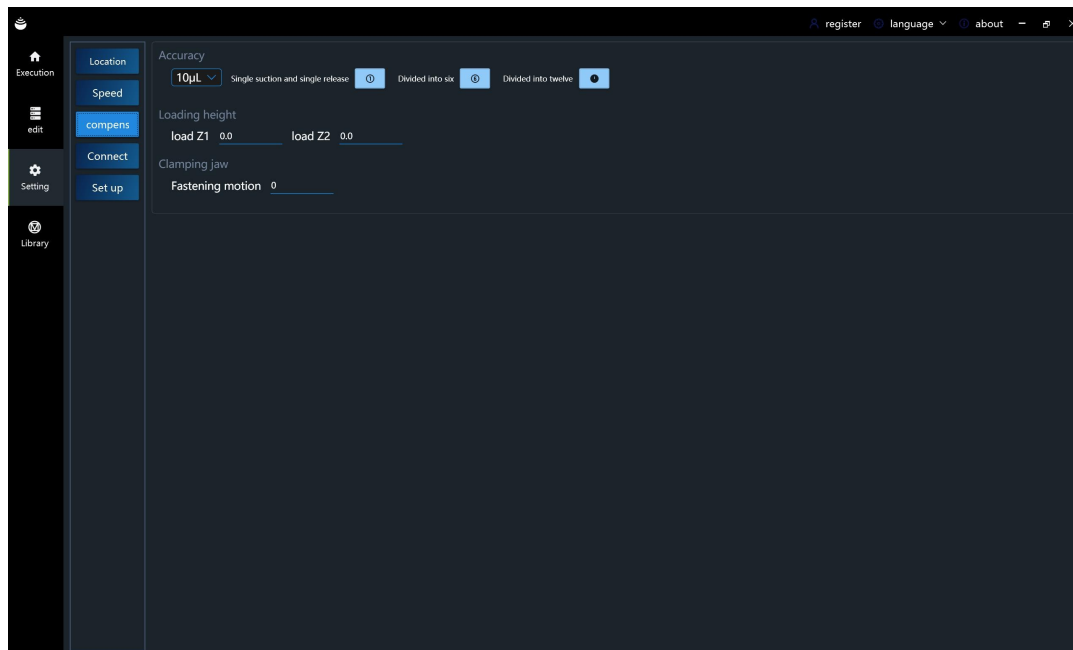 register language about
Execution
edit
Setting
Library
Location
Speed
compens
Connect
Set up
Accuracy
10μL Single suction and single release ① Divided into six ⑥ Divided into twelve
Loading height
load Z1 0.0 load Z2 0.0
Clamping jaw
Fastening motion 0